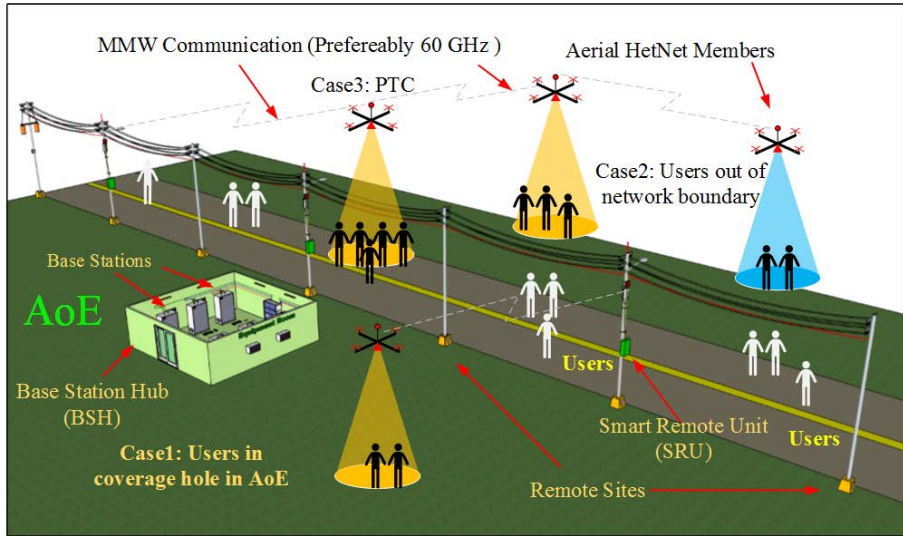 MMW Communication (Prefereably 60 GHz )
Aerial HetNet Members
Case3: PTC
Case2: Users out of
network boundary
Base Stations
AoE
Base Station Hub
(BSH)
Case1: Users in
coverage hole in AoE
Users
Smart Remote Unit
(SRU)
Users
Remote Sites